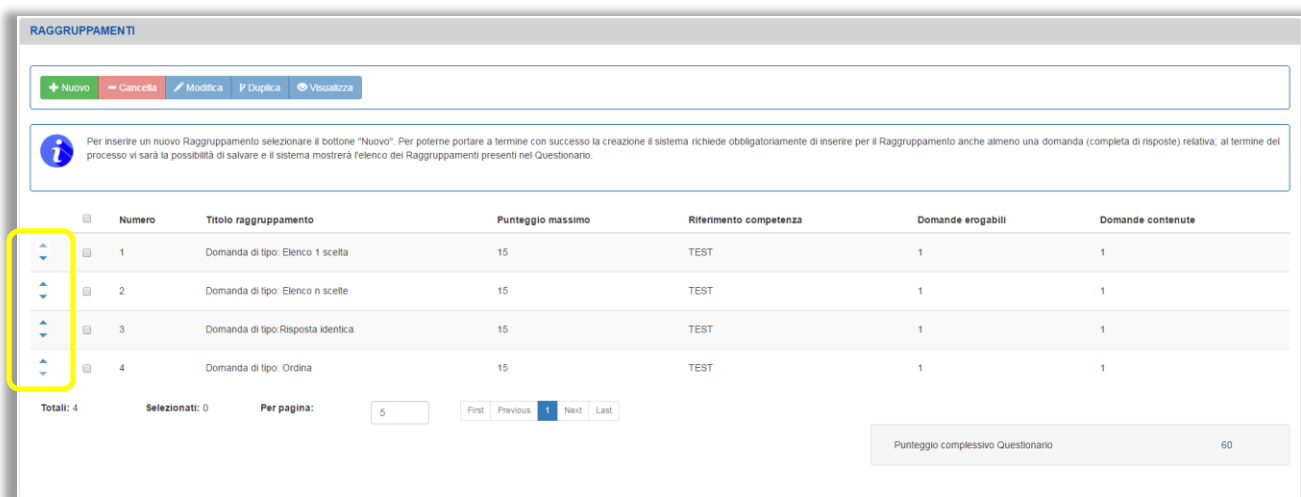 RAGGRUPPAMENTI
Nuovo Cancella Modifica Duplica Visualizza
Per inserire un nuovo Raggruppamento selezionare il bottone "Nuovo". Per poterne portare a termine con successo la creazione il sistema richiede obbligatoriamente di inserire per il Raggruppamento anche almeno una domanda (completa di risposte) relativa; al termine del
processo vi sarà la possibilità di salvare e il sistema mostrerà l'elenco dei Raggruppamenti presenti nel Questionario.
Numero Titolo raggruppamento Punteggio massimo Riferimento competenza Domande erogabili Domande contenute
1 Domanda di tipo: Elenco 1 scelta 15 TEST 1 1
2 Domanda di tipo: Elenco n scelte 15 TEST 1 1
3 Domanda di tipo:Risposta identica 15 TEST 1 1
4 Domanda di tipo: Ordina 15 TEST 1 1
Totali: 4 Selezionati: 0 Per pagina: 5 First Previous 1 Next Last
Punteggio complessivo Questionario 60